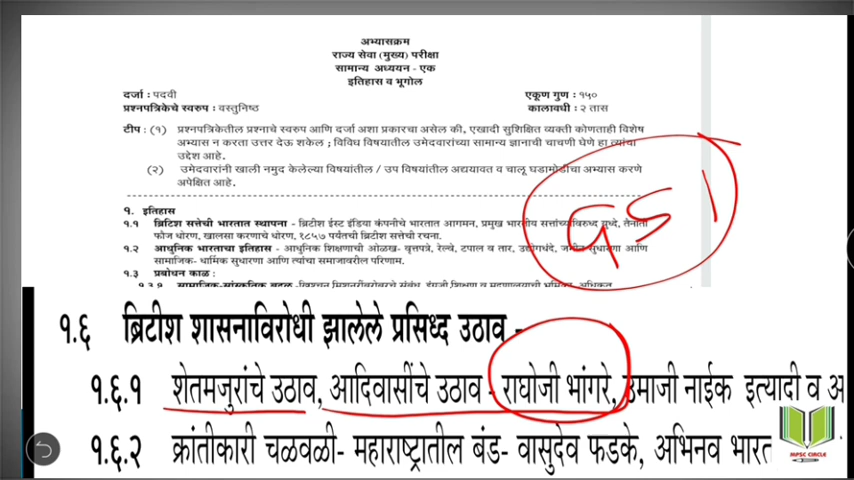 अभ्यासक्रम
राज्य सेवा (मुख्य) परीक्षा
सामान्य अध्ययन - एक
इतिहास व भूगोल
दर्जा : पदवी एकूण गुण : १५०
प्रश्नपत्रिकेचे स्वरुप : वस्तुनिष्ठ कालावधी : २ तास
टीप : (१) प्रश्नपत्रिकेतील प्रश्नाचे स्वरुप आणि दर्जा अशा प्रकारचा असेल की, एखादी सुशिक्षित व्यक्ती कोणताही विशेष
अभ्यास न करता उत्तर देऊ शकेल ; विविध विषयातील उमेदवारांच्या सामान्य ज्ञानाची चाचणी घेणे हा त्यांचा
उद्देश आहे.
(२) उमेदवारांनी खाली नमुद केलेल्या विषयांतील / उप विषयांतील अद्ययावत व चालू घडामोडींचा अभ्यास करणे
अपेक्षित आहे.
१. इतिहास
१.१ ब्रिटिश सत्तेची भारतात स्थापना - ब्रिटीश ईस्ट इंडिया कंपनीचे भारतात आगमन, प्रमुख भारतीय सत्तांच्याविरुध्द युध्दे, तैनाती
फौज धोरण, खालसा करणाचे धोरण, १८५७ पर्यंतची ब्रिटीश सत्तेची रचना.
१.२ आधुनिक भारताचा इतिहास - आधुनिक शिक्षणाची ओळख- वृत्तपत्रे, रेल्वे, टपाल व तार, उद्योगधंदे, जमीन सुधारणा आणि
सामाजिक- धार्मिक सुधारणा आणि त्यांचा समाजावरील परिणाम.
१.३ प्रबोधन काळ :
GS1
१.६ ब्रिटीश शासनाविरोधी झालेले प्रसिध्द उठाव -
१.६.१ शेतमजुरांचे उठाव, आदिवासींचे उठाव - राघोजी भांगरे, उमाजी नाईक इत्यादी व
१.६.२ क्रांतीकारी चळवळी- महाराष्ट्रातील बंड- वासुदेव फडके, अभिनव भारत
MPSC CIRCLE